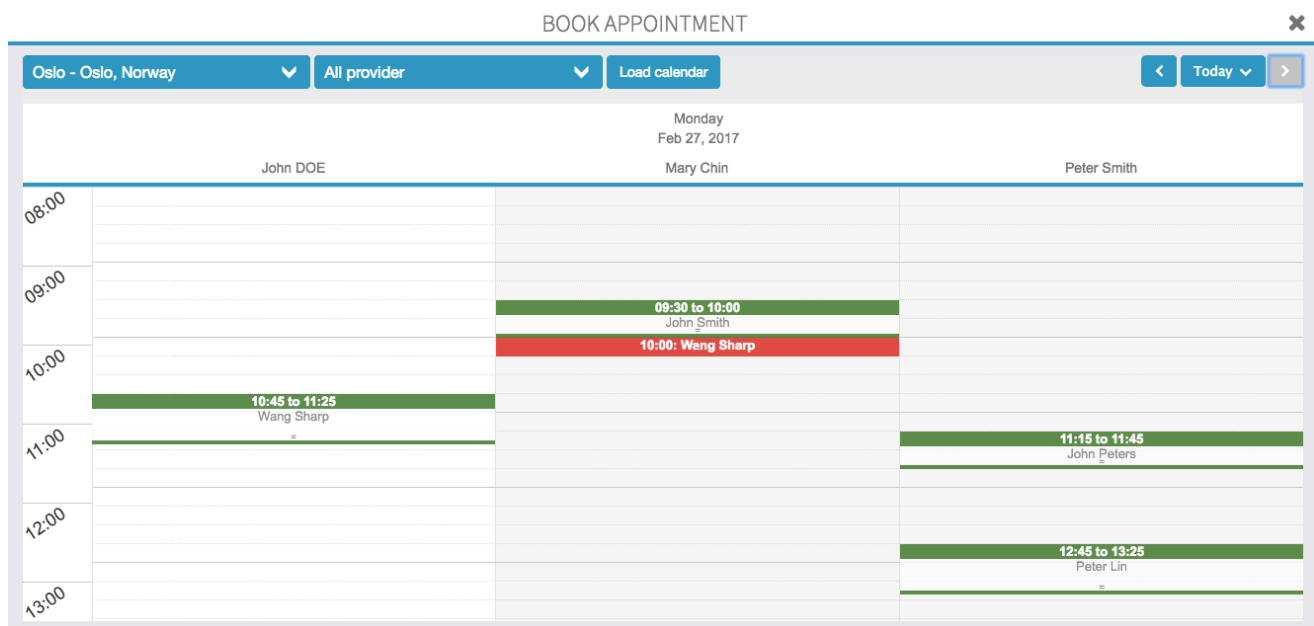 BOOK APPOINTMENT
Oslo - Oslo, Norway
All provider
Load calendar
Today
Monday
Feb 27, 2017
John DOE
Mary Chin
Peter Smith
08:00
09:00
09:30 to 10:00
John Smith
10:00: Wang Sharp
10:00
10:45 to 11:25
Wang Sharp
11:00
11:15 to 11:45
John Peters
12:00
12:45 to 13:25
Peter Lin
13:00